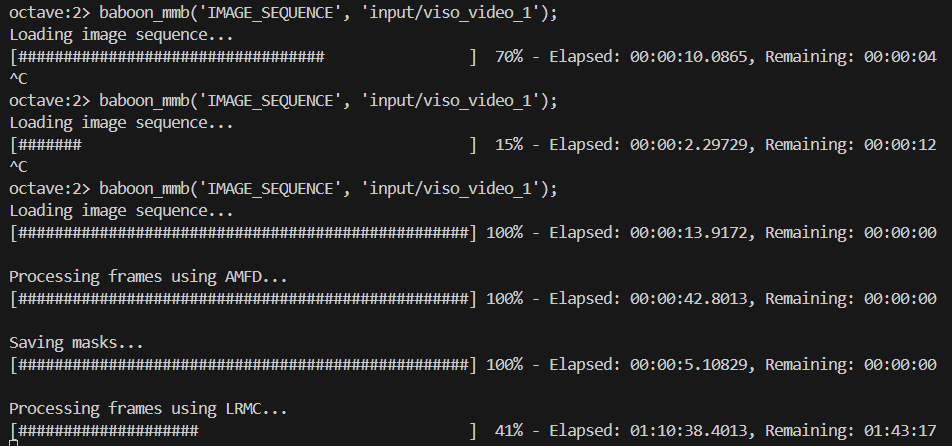 octave:2> baboon_mmb('IMAGE_SEQUENCE', 'input/viso_video_1');
Loading image sequence...
[##################################                ]  70% - Elapsed: 00:00:10.0865, Remaining: 00:00:04
^C
octave:2> baboon_mmb('IMAGE_SEQUENCE', 'input/viso_video_1');
Loading image sequence...
[#######                                           ]  15% - Elapsed: 00:00:2.29729, Remaining: 00:00:12
^C
octave:2> baboon_mmb('IMAGE_SEQUENCE', 'input/viso_video_1');
Loading image sequence...
[##################################################] 100% - Elapsed: 00:00:13.9172, Remaining: 00:00:00
Processing frames using AMFD...
[##################################################] 100% - Elapsed: 00:00:42.8013, Remaining: 00:00:00
Saving masks...
[##################################################] 100% - Elapsed: 00:00:5.10829, Remaining: 00:00:00
Processing frames using LRMC...
[####################                              ]  41% - Elapsed: 01:10:38.4013, Remaining: 01:43:17